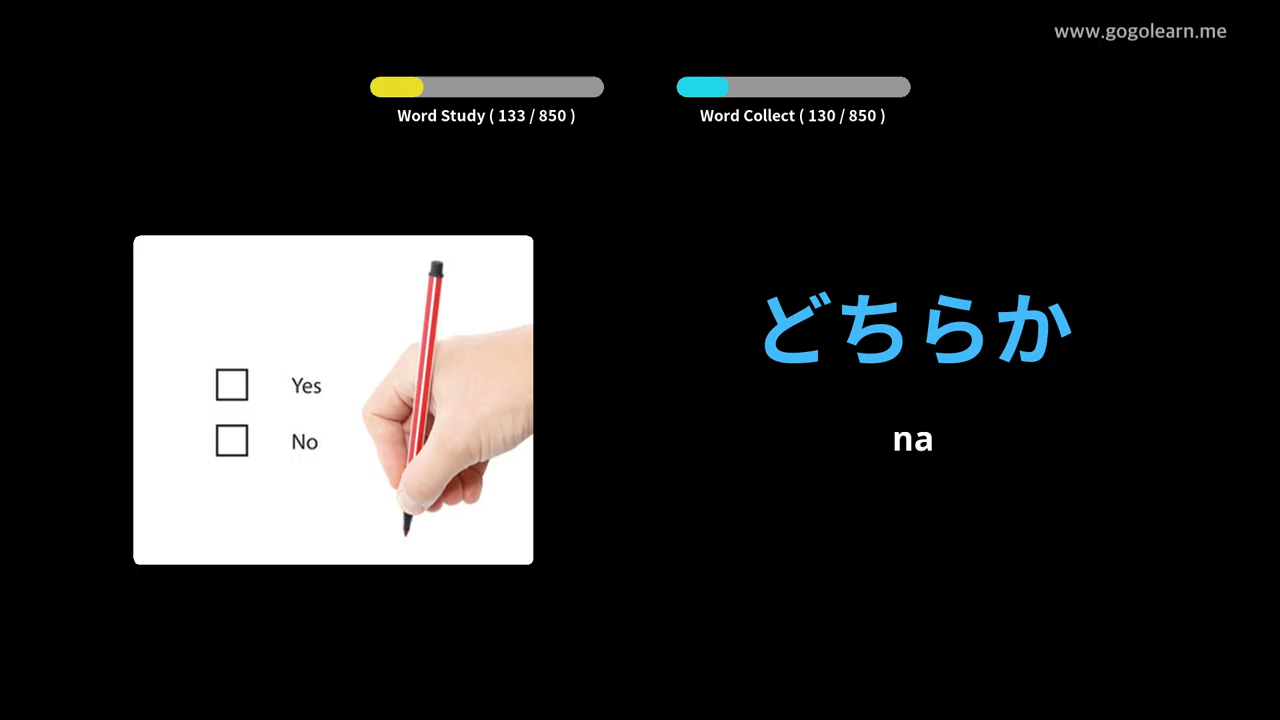 www.gogolearn.me
Word Study ( 133 / 850 )
Word Collect ( 130 / 850 )
Yes
No
どちらか
na